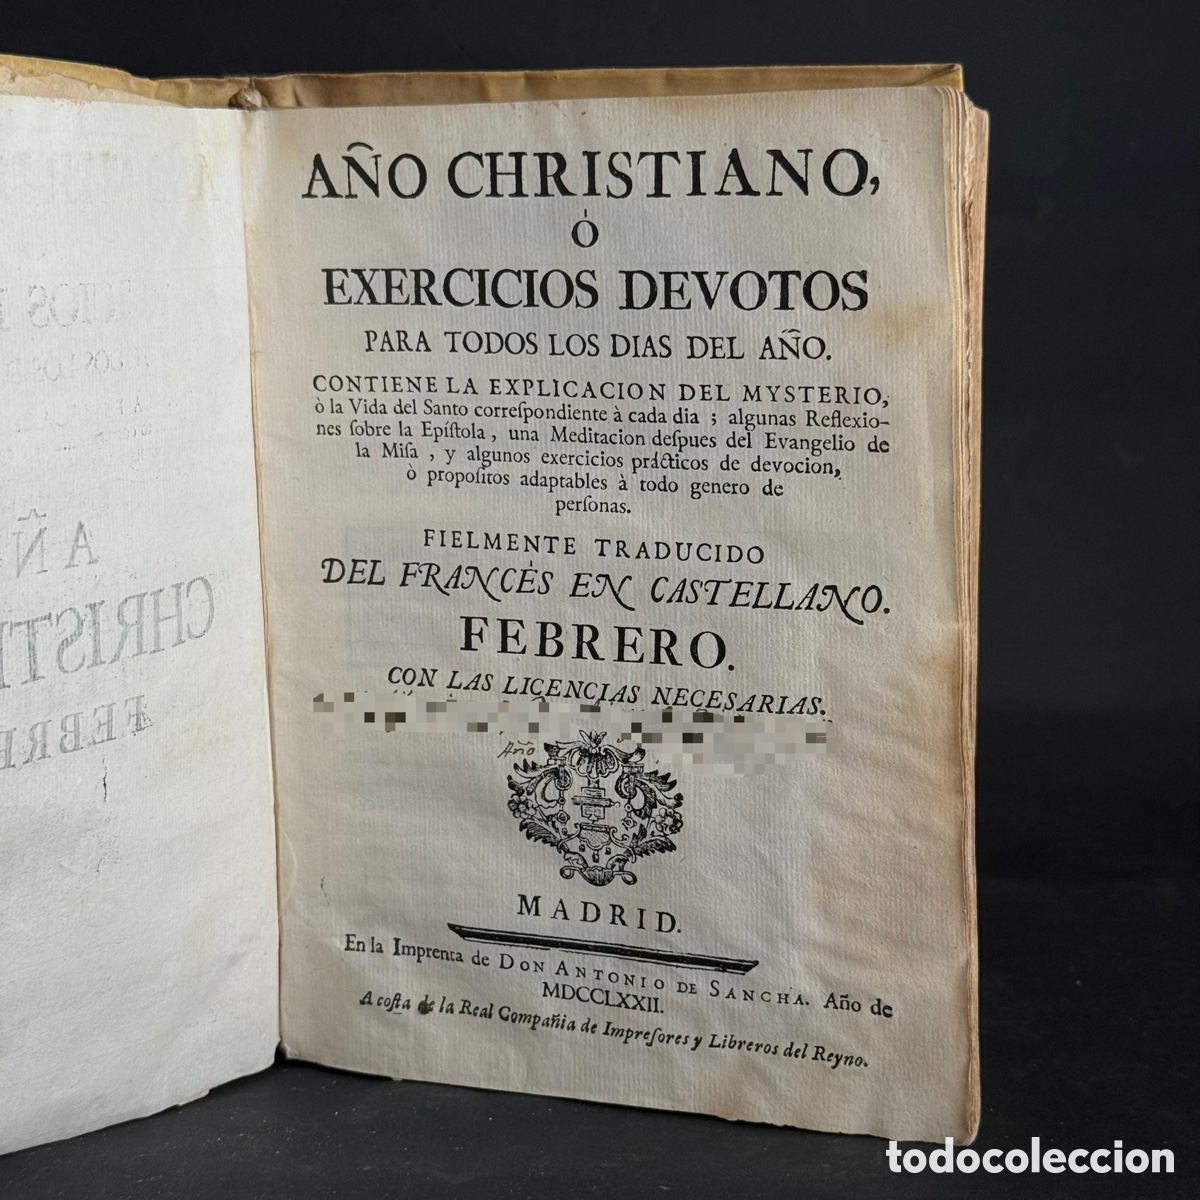 AÑO CHRISTIANO,
Ó
EXERCICIOS DEVOTOS
PARA TODOS LOS DIAS DEL AÑO.
CONTIENE LA EXPLICACION DEL MYSTERIO,
ò la Vida del Santo correſpondiente à cada dia ; algunas Reflexio-
nes ſobre la Epíſtola, una Meditacion deſpues del Evangelio de
la Miſa, y algunos exercicios prácticos de devocion,
ò propoſitos adaptables à todo genero de
perſonas.
FIELMENTE TRADUCIDO
DEL FRANCÈS EN CASTELLANO.
FEBRERO.
CON LAS LICENCIAS NECESARIAS.
Año
MADRID.
En la Imprenta de DON ANTONIO DE SANCHA. Año de
MDCCLXXII.
A coſta de la Real Compañia de Impreſores y Libreros del Reyno.
todocoleccion